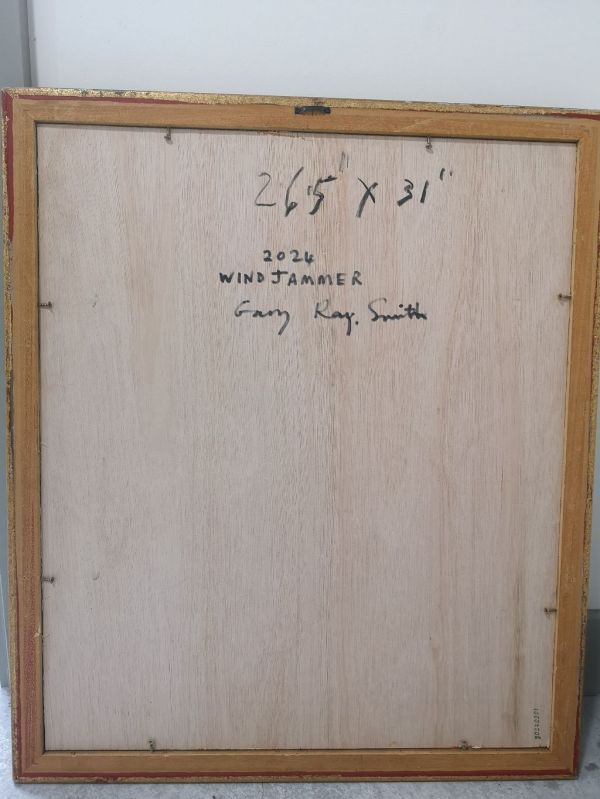 26.5" X 31"
2024
WINDJAMMER
Gary Ray. Smith